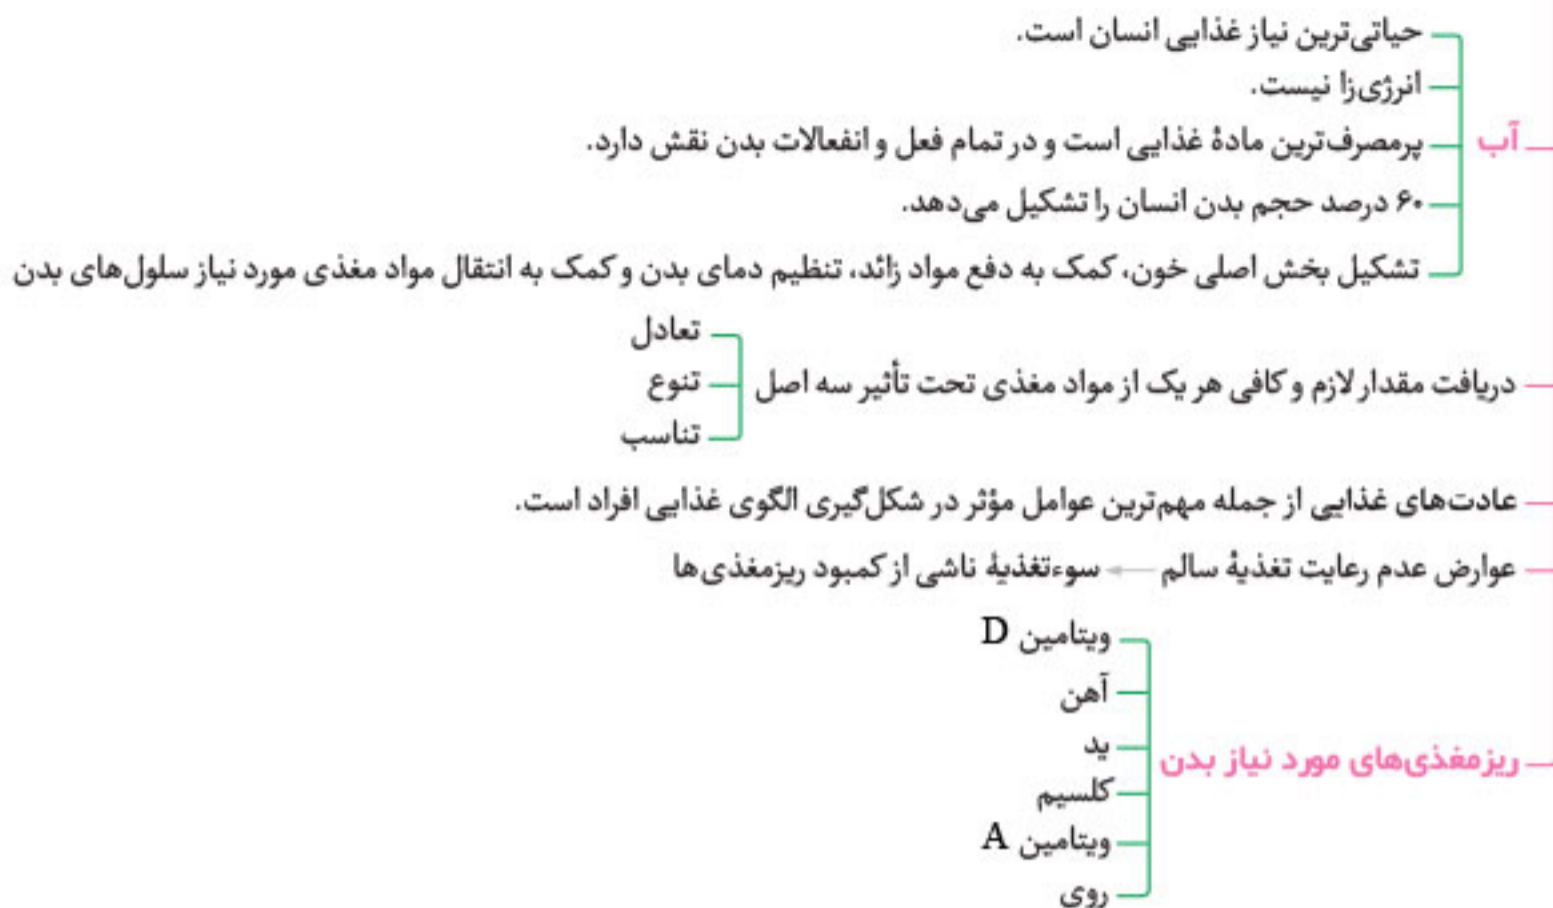 حیاتی‌ترین نیاز غذایی انسان است.
انرژی‌زا نیست.
آب
پرمصرف‌ترین مادهٔ غذایی است و در تمام فعل و انفعالات بدن نقش دارد.
۶۰ درصد حجم بدن انسان را تشکیل می‌دهد.
تشکیل بخش اصلی خون، کمک به دفع مواد زائد، تنظیم دمای بدن و کمک به انتقال مواد مغذی مورد نیاز سلول‌های بدن
دریافت مقدار لازم و کافی هر یک از مواد مغذی تحت تأثیر سه اصل
تعادل
تنوع
تناسب
عادت‌های غذایی از جمله مهم‌ترین عوامل مؤثر در شکل‌گیری الگوی غذایی افراد است.
عوارض عدم رعایت تغذیهٔ سالم ← سوءتغذیهٔ ناشی از کمبود ریزمغذی‌ها
ریزمغذی‌های مورد نیاز بدن
ویتامین D
آهن
ید
کلسیم
ویتامین A
روی